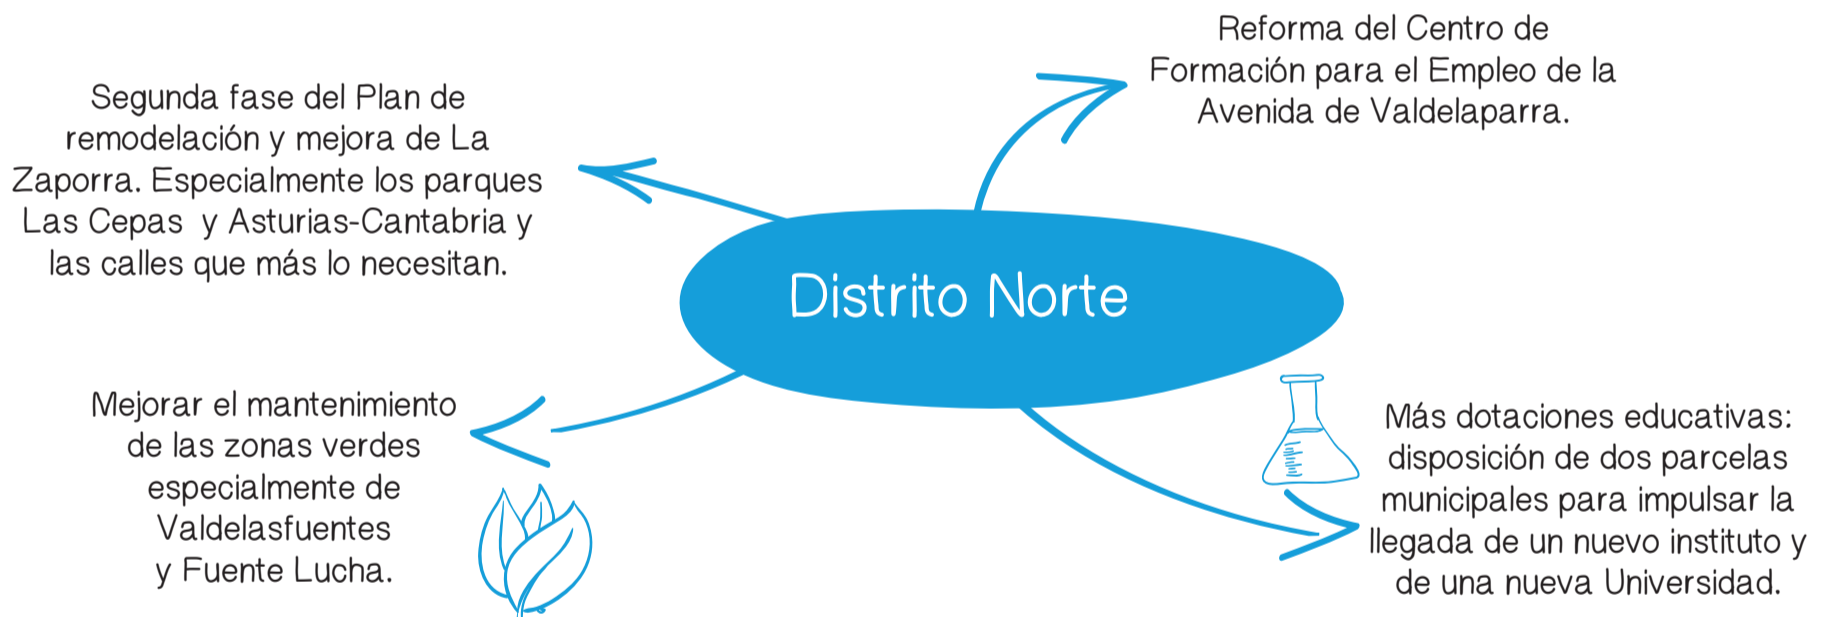 Reforma del Centro de
Formación para el Empleo de la
Avenida de Valdelaparra.
Segunda fase del Plan de
remodelación y mejora de La
Zaporra. Especialmente los parques
Las Cepas y Asturias-Cantabria y
las calles que más lo necesitan.
Distrito Norte
Mejorar el mantenimiento
de las zonas verdes
especialmente de
Valdelasfuentes
y Fuente Lucha.
Más dotaciones educativas:
disposición de dos parcelas
municipales para impulsar la
llegada de un nuevo instituto y
de una nueva Universidad.